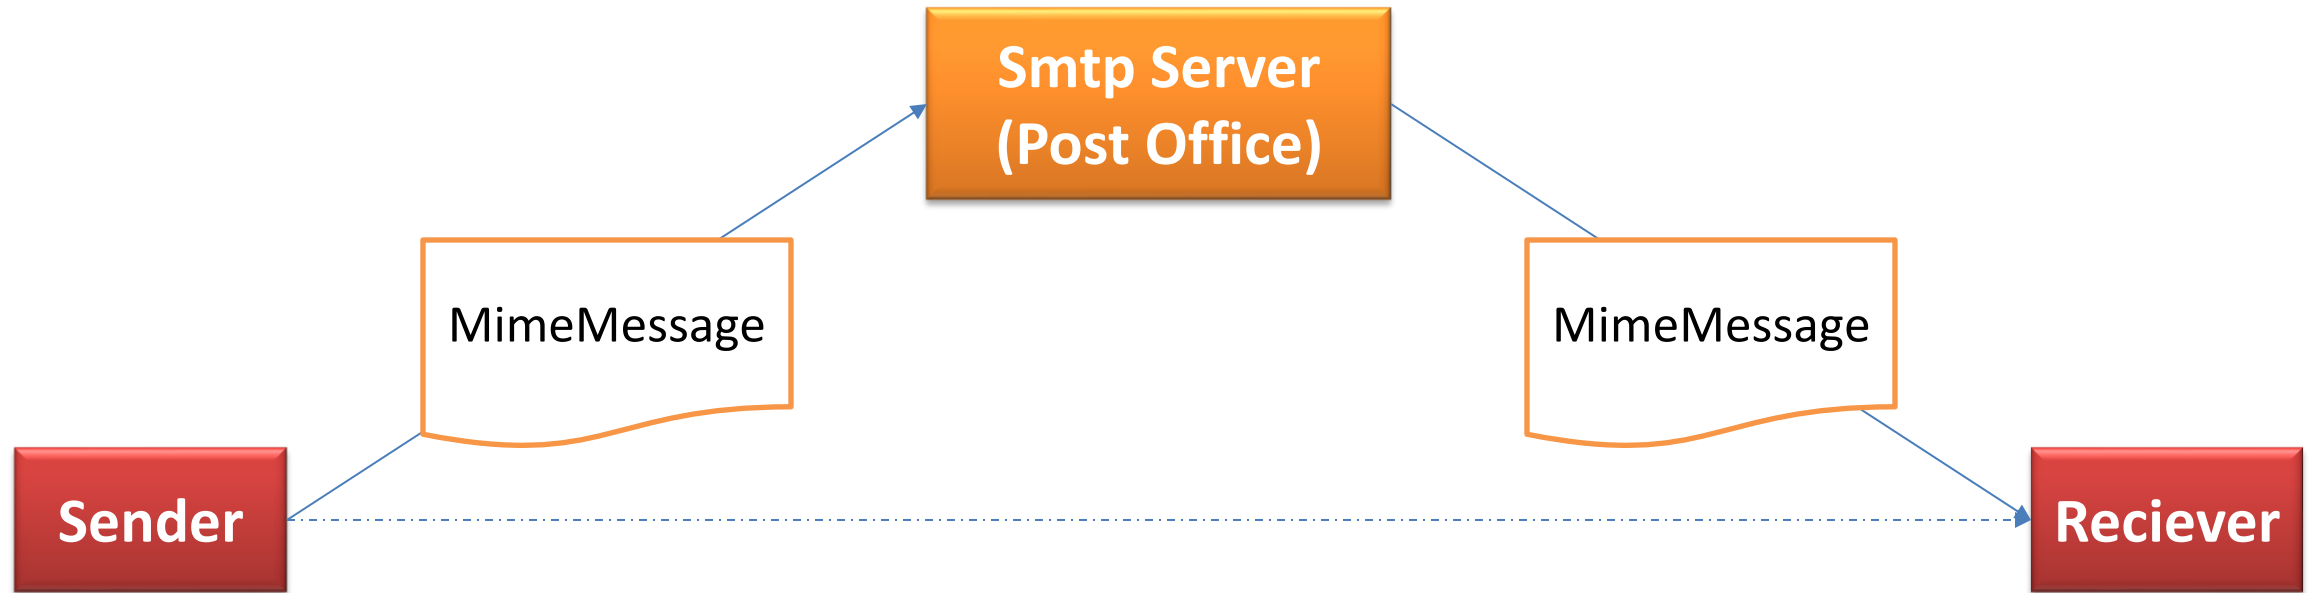 Smtp Server
(Post Office)
MimeMessage
MimeMessage
Sender
Reciever